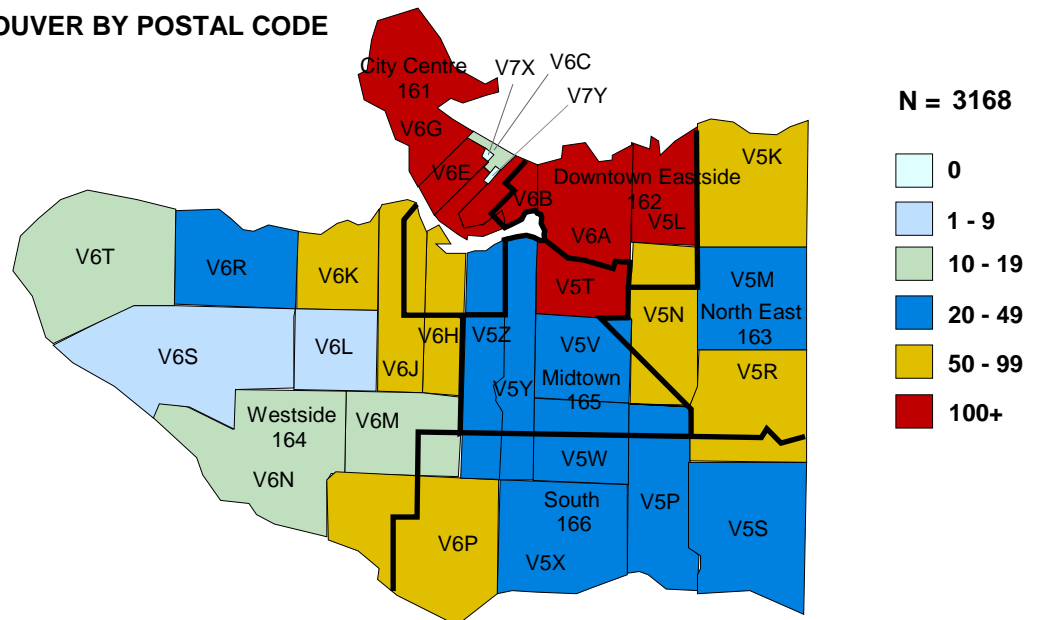 OUVER BY POSTAL CODE
City Centre
161
V7X
V6C
V7Y
V6G
V6E
V6B
Downtown Eastside
162
V6A
V5L
V5K
V6T
V6R
V6K
V5T
V5M
North East
163
V6S
V6L
V6J
V6H
V5Z
V5Y
V5V
Midtown
165
V5N
V5R
Westside
164
V6M
V6N
V5W
South
166
V6P
V5X
V5P
V5S
N = 3168
0
1 - 9
10 - 19
20 - 49
50 - 99
100+